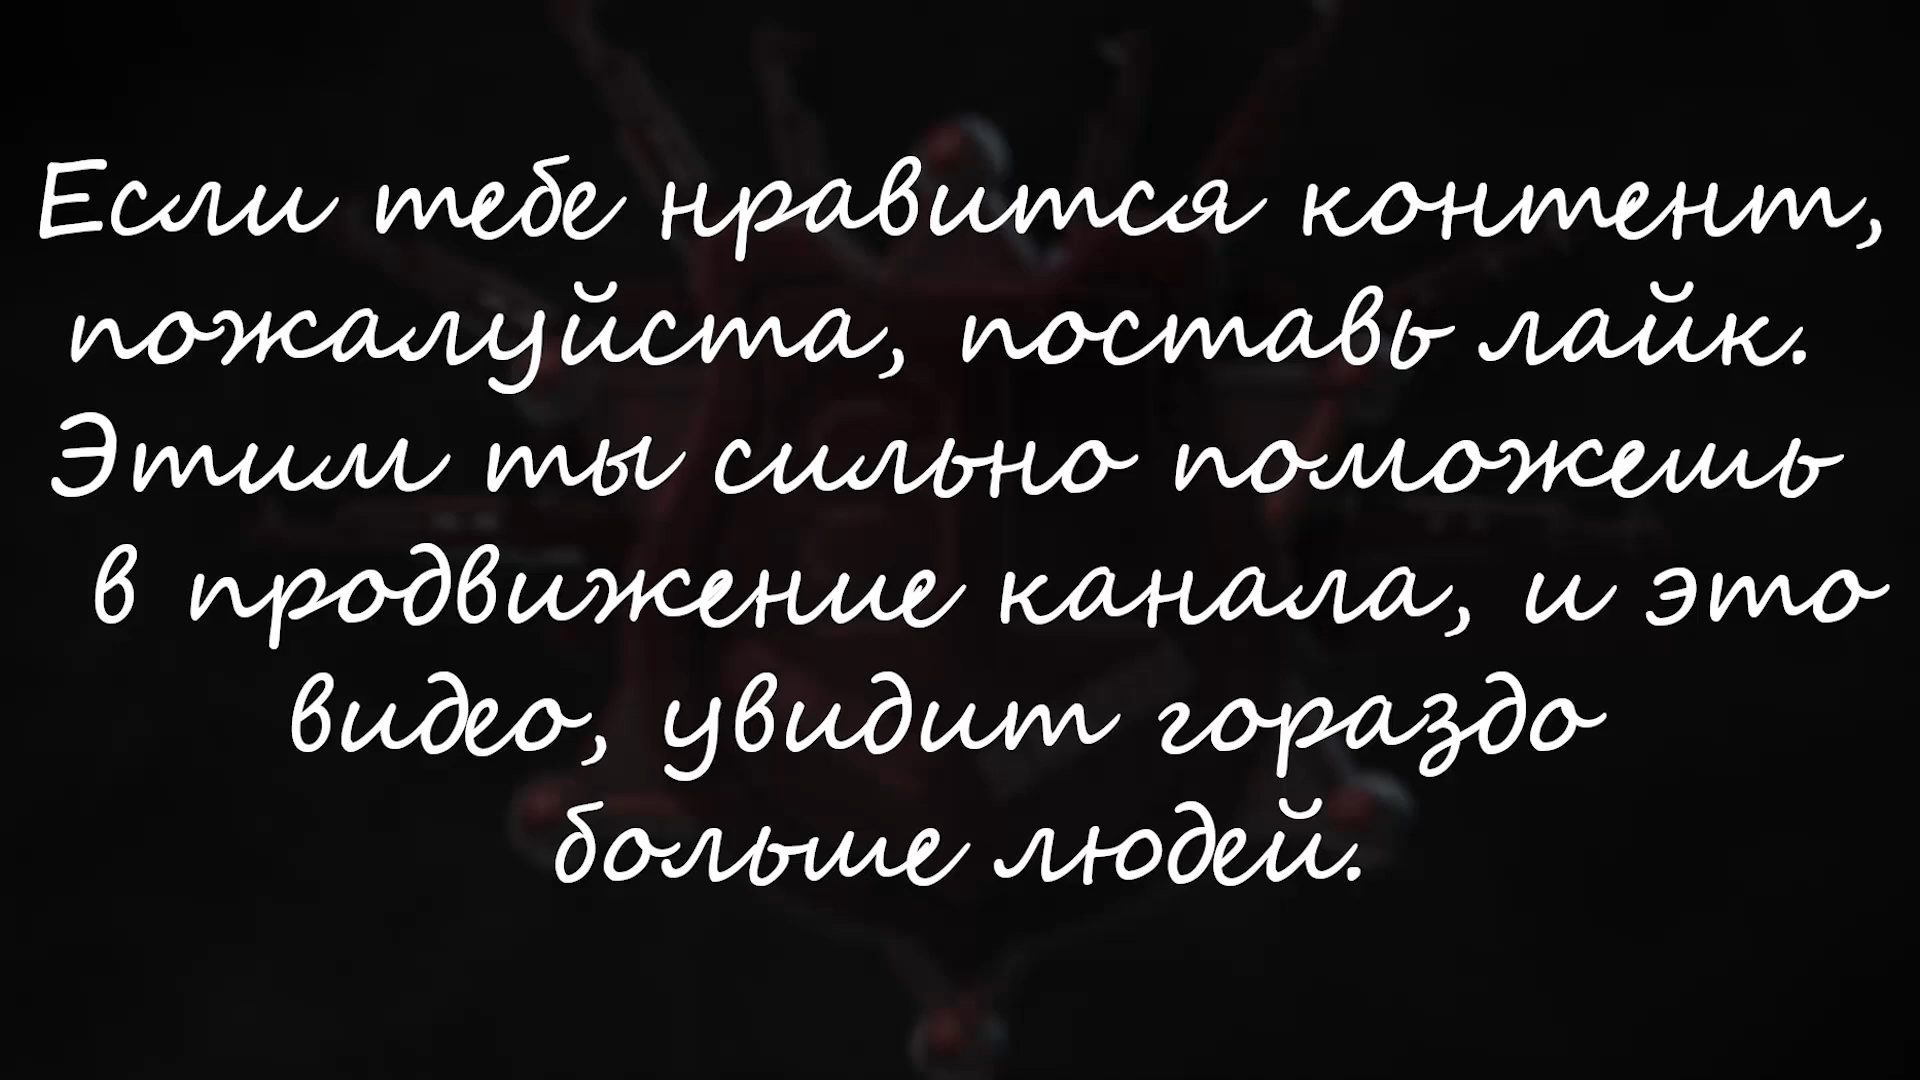 Если тебе нравится контент,
пожалуйста, поставь лайк.
Этим ты сильно поможешь
в продвижение канала, и это
видео, увидит гораздо
больше людей.